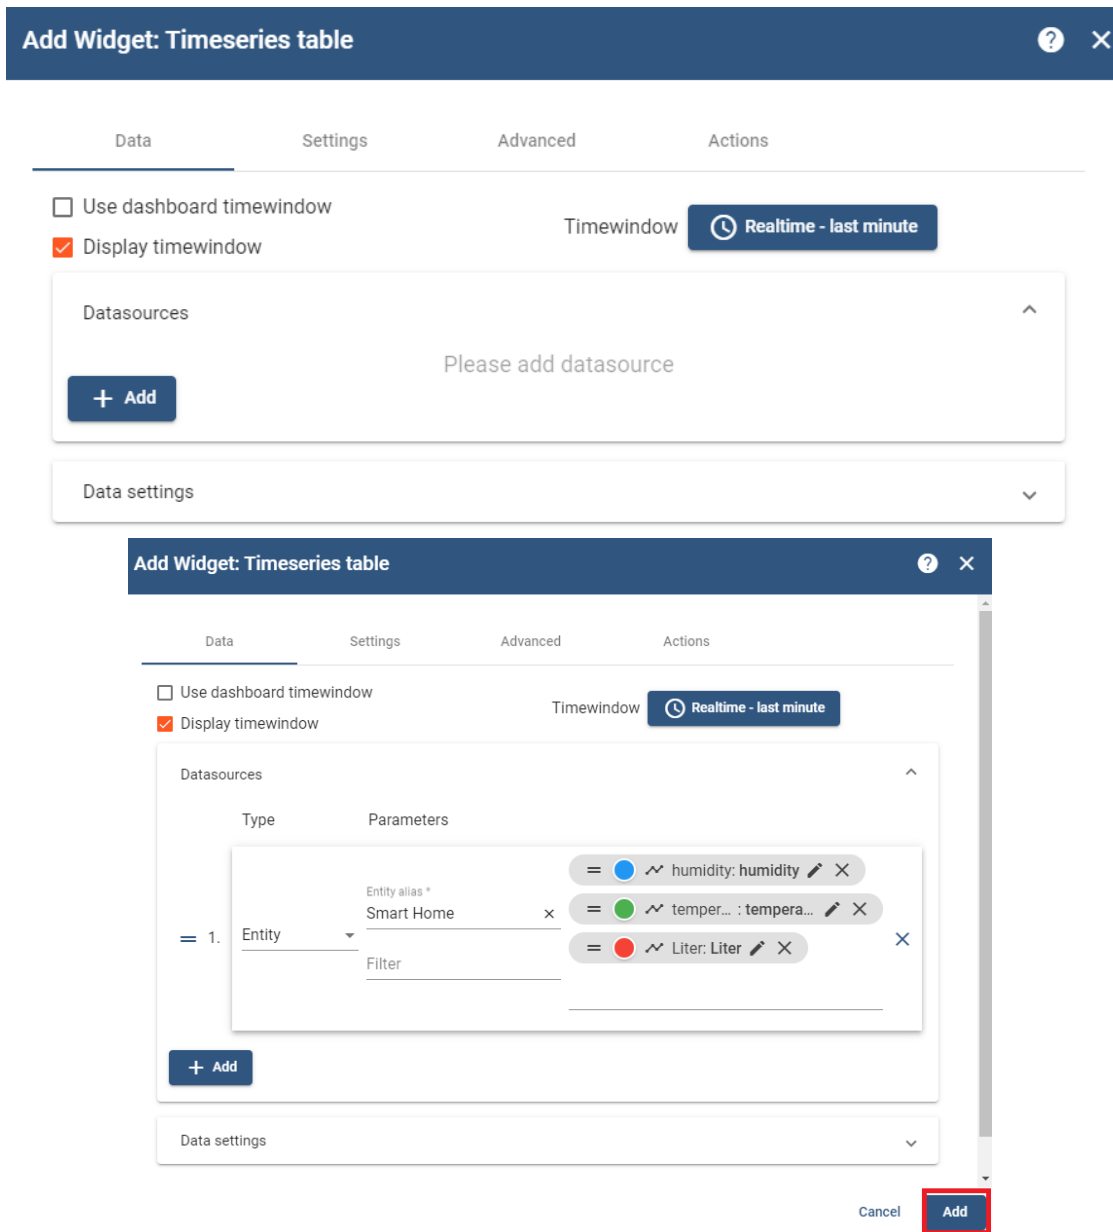 Add Widget: Timeseries table
Data Settings Advanced Actions
Use dashboard timewindow
Timewindow Realtime - last minute
Display timewindow
Datasources
Please add datasource
+ Add
Data settings
Add Widget: Timeseries table
Data Settings Advanced Actions
Use dashboard timewindow
Timewindow Realtime - last minute
Display timewindow
Datasources
Type Parameters
humidity: humidity
Entity alias *
Smart Home
temper... : tempera...
1. Entity
Liter: Liter
Filter
+ Add
Data settings
Cancel Add